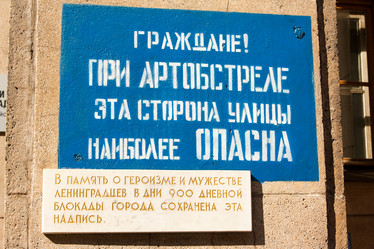 ГРАЖДАНЕ!
ПРИ АРТОБСТРЕЛЕ
ЭТА СТОРОНА УЛИЦЫ
НАИБОЛЕЕ ОПАСНА
В ПАМЯТЬ О ГЕРОИЗМЕ И МУЖЕСТВЕ
ЛЕНИНГРАДЦЕВ В ДНИ 900 ДНЕВНОЙ
БЛОКАДЫ ГОРОДА СОХРАНЕНА ЭТА
НАДПИСЬ.